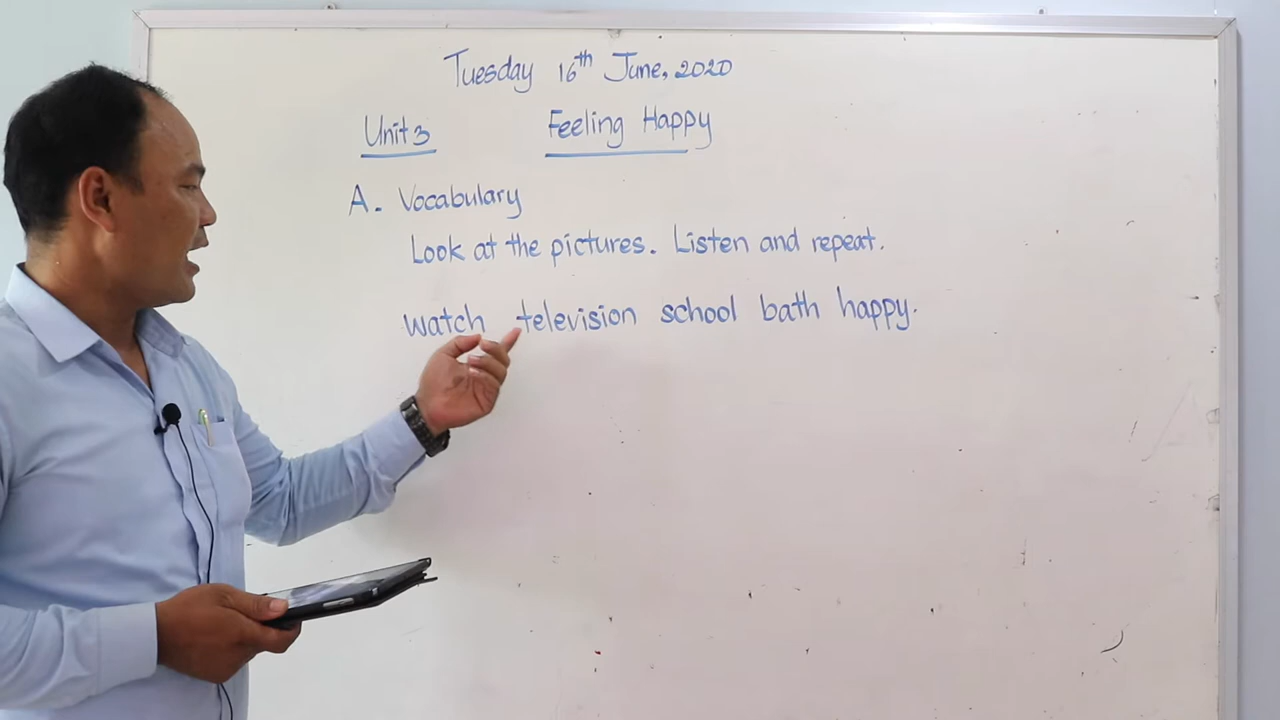 Tuesday 16th June, 2020
Unit 3 Feeling Happy
A. Vocabulary
Look at the pictures. Listen and repeat.
watch television school bath happy.